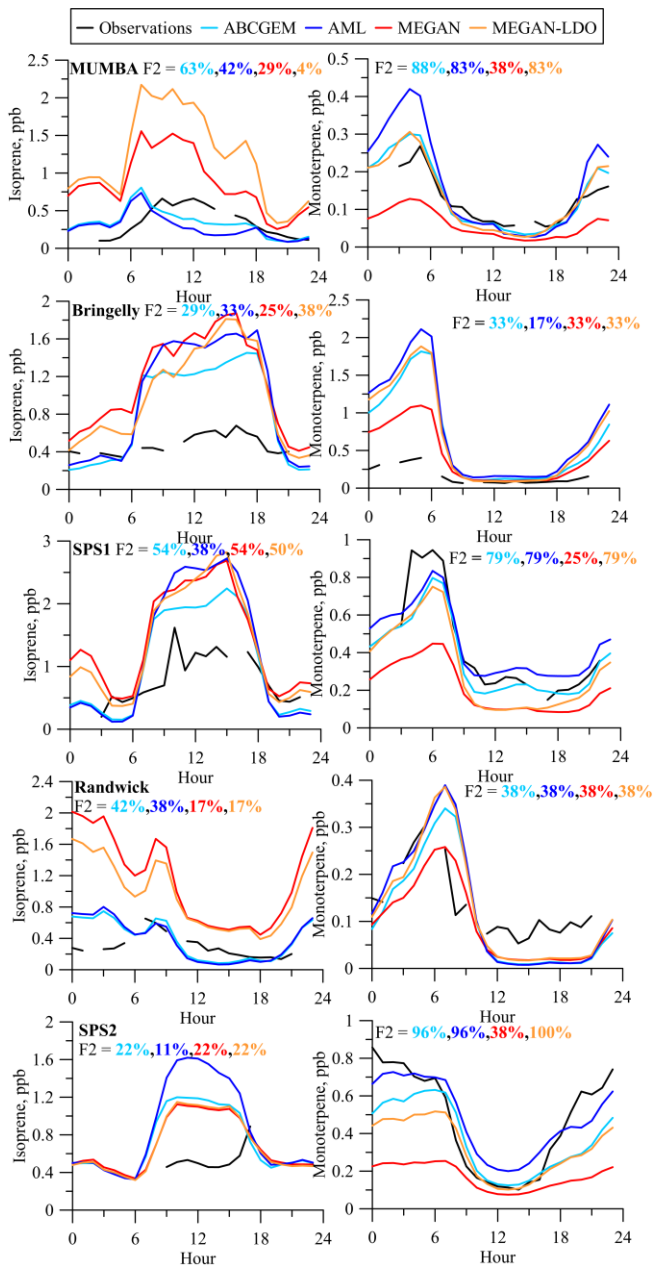 Observations ABCGEM AML MEGAN MEGAN-LDO
MUMBA F2 = 63%,42%,29%,4%
Isoprene, ppb
2.5
2
1.5
1
0.5
0
0 6 12 18 24
Hour
F2 = 88%,83%,38%,83%
Monoterpene, ppb
0.5
0.4
0.3
0.2
0.1
0
0 6 12 18 24
Hour
Bringelly F2 = 29%,33%,25%,38%
Isoprene, ppb
2
1.6
1.2
0.8
0.4
0
0 6 12 18 24
Hour
F2 = 33%,17%,33%,33%
Monoterpene, ppb
2.5
2
1.5
1
0.5
0
0 6 12 18 24
Hour
SPS1 F2 = 54%,38%,54%,50%
Isoprene, ppb
3
2
1
0
0 6 12 18 24
Hour
F2 = 79%,79%,25%,79%
Monoterpene, ppb
1
0.8
0.6
0.4
0.2
0
0 6 12 18 24
Hour
Randwick
F2 = 42%,38%,17%,17%
Isoprene, ppb
2.4
2
1.6
1.2
0.8
0.4
0
0 6 12 18 24
Hour
F2 = 38%,38%,38%,38%
Monoterpene, ppb
0.4
0.3
0.2
0.1
0
0 6 12 18 24
Hour
SPS2
F2 = 22%,11%,22%,22%
Isoprene, ppb
2
1.6
1.2
0.8
0.4
0
0 6 12 18 24
Hour
F2 = 96%,96%,38%,100%
Monoterpene, ppb
1
0.8
0.6
0.4
0.2
0
0 6 12 18 24
Hour